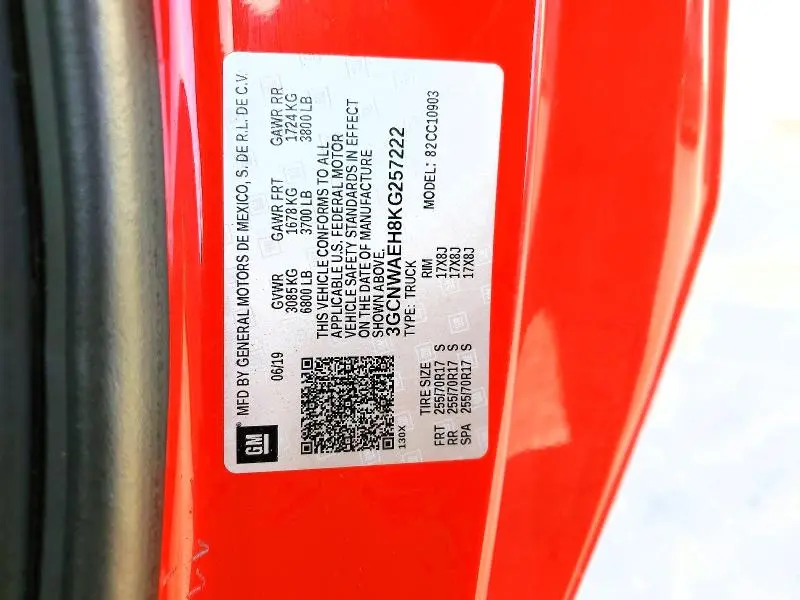 GM
MFD BY GENERAL MOTORS DE MEXICO, S. DE R.L. DE C.V.
06/19 GVWR GAWR FRT GAWR RR
3085 KG 1678 KG 1724 KG
6800 LB 3700 LB 3800 LB
THIS VEHICLE CONFORMS TO ALL
APPLICABLE U.S. FEDERAL MOTOR
VEHICLE SAFETY STANDARDS IN EFFECT
ON THE DATE OF MANUFACTURE
SHOWN ABOVE.
3GCNWAEH8KG257222
TYPE: TRUCK MODEL: 82CC10903
130X
TIRE SIZE RIM
FRT 255/70R17 S 17X8J
RR 255/70R17 S 17X8J
SPA 255/70R17 S 17X8J